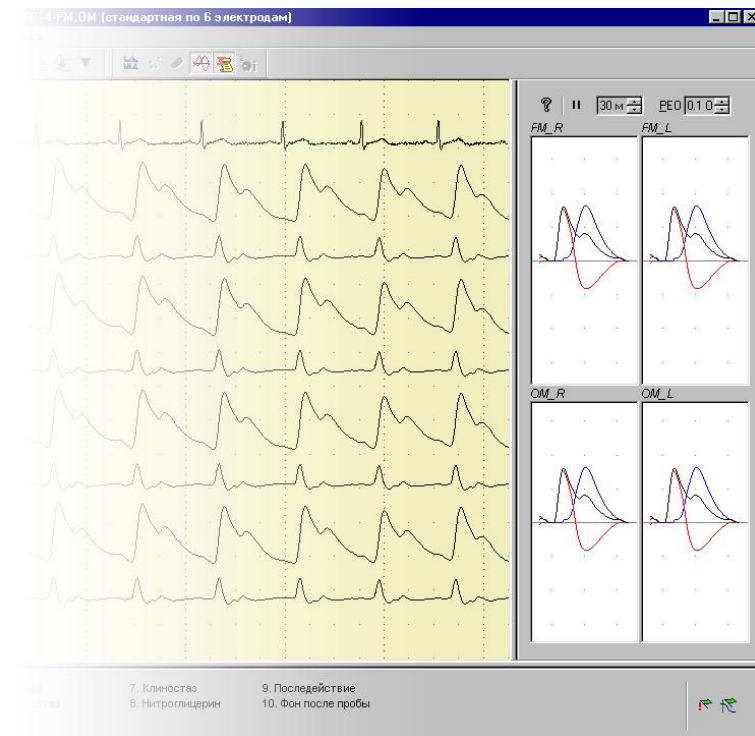 -4-FM,OM (стандартная по 6 электродам)
30 м РЕО 0.1 О
FM_R FM_L
OM_R OM_L
7. Клиностаз 9. Последействие
8. Нитроглицерин 10. Фон после пробы